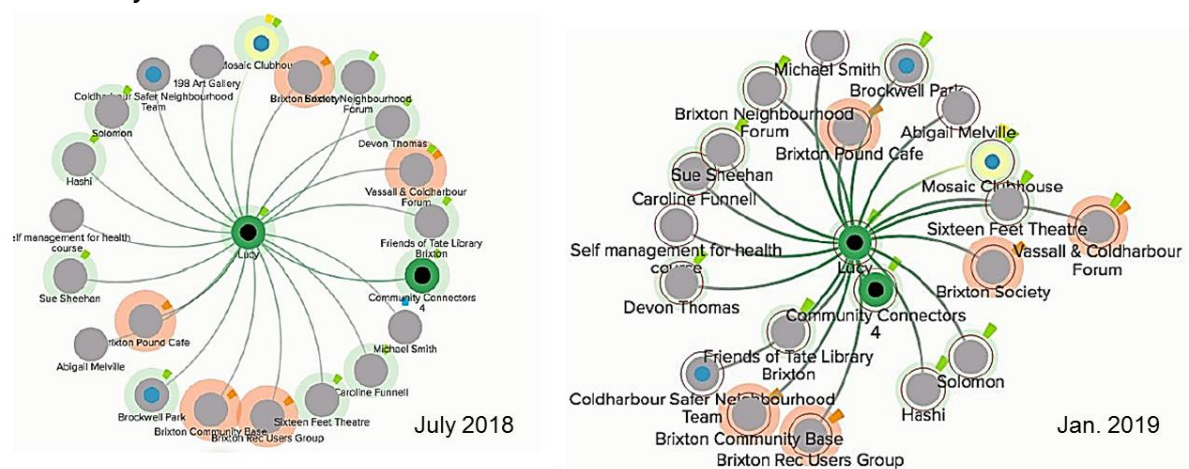 Mosaic Clubhou
198 Art Gallery
Brixton Society
Neighbourhood
Forum
Coldharbour Safer Neighbourhood
Team
Solomon
Devon Thomas
Hashi
Vassall & Coldharbour
Forum
elf management for health
course
Friends of Tate Library
Brixton
Lucy
Sue Sheehan
Community Connectors
4
rixton Pound Cafe
Michael Smith
Abigail Melville
Caroline Funnell
Brockwell Park
Sixteen Feet Theatre
Brixton Community Base
Brixton Rec Users Group
July 2018
Michael Smith
Brockwell Park
Brixton Neighbourhood
Forum
Abigail Melville
Brixton Pound Cafe
Sue Sheehan
Mosaic Clubhouse
Caroline Funnell
Sixteen Feet Theatre
Self management for health
course
Lucy
Vassall & Coldharbour
Forum
Brixton Society
Devon Thomas
Community Connectors
4
Friends of Tate Library
Brixton
Solomon
Coldharbour Safer Neighbourhood
Team
Hashi
Brixton Community Base
Brixton Rec Users Group
Jan. 2019